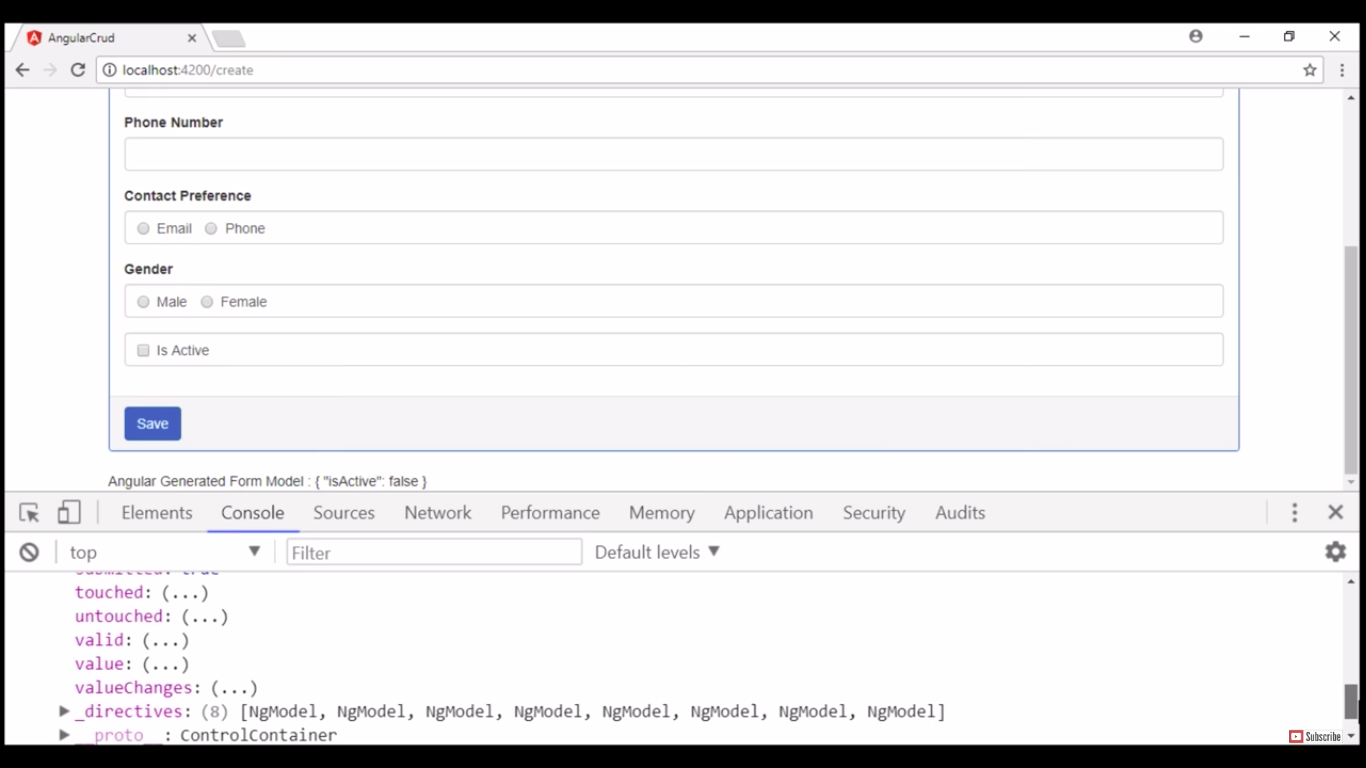 AngularCrud
localhost:4200/create
Phone Number
Contact Preference
Email Phone
Gender
Male Female
Is Active
Save
Angular Generated Form Model : { "isActive": false }
Elements Console Sources Network Performance Memory Application Security Audits
top Filter Default levels
submitted: true
touched: (...)
untouched: (...)
valid: (...)
value: (...)
valueChanges: (...)
_directives: (8) [NgModel, NgModel, NgModel, NgModel, NgModel, NgModel, NgModel, NgModel]
__proto__: ControlContainer
Subscribe